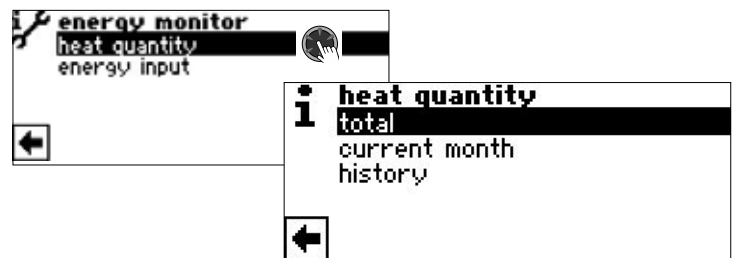 energy monitor
heat quantity
energy input
heat quantity
total
current month
history